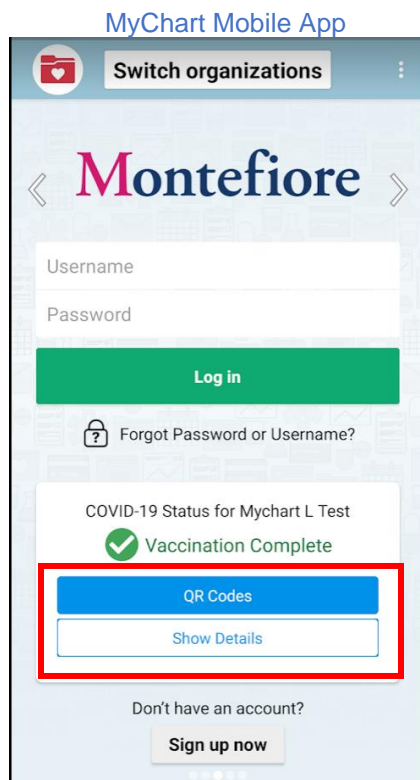 MyChart Mobile App
Switch organizations
Montefiore
Username
Password
Log in
Forgot Password or Username?
COVID-19 Status for Mychart L Test
Vaccination Complete
QR Codes
Show Details
Don't have an account?
Sign up now